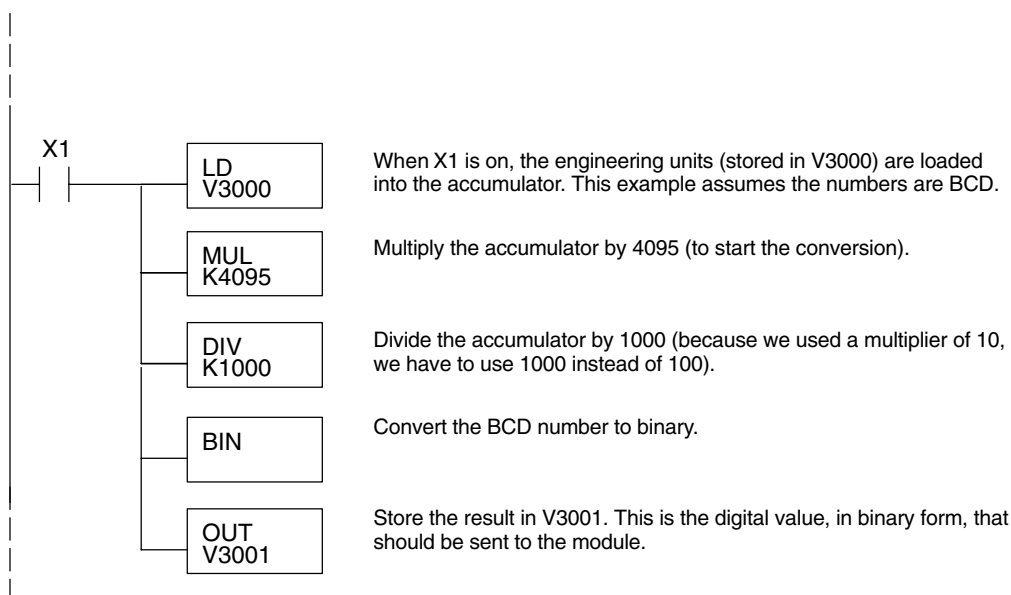 X1
LD
V3000
When X1 is on, the engineering units (stored in V3000) are loaded
into the accumulator. This example assumes the numbers are BCD.
MUL
K4095
Multiply the accumulator by 4095 (to start the conversion).
DIV
K1000
Divide the accumulator by 1000 (because we used a multiplier of 10,
we have to use 1000 instead of 100).
BIN
Convert the BCD number to binary.
OUT
V3001
Store the result in V3001. This is the digital value, in binary form, that
should be sent to the module.